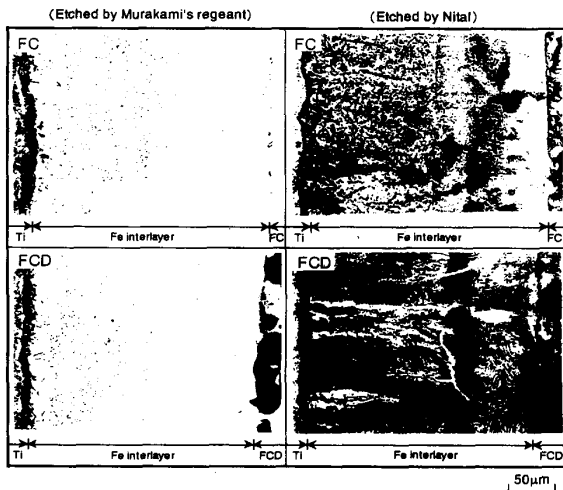 (Etched by Murakami's regeant)
(Etched by Nital)
FC
FC
Ti
Fe interlayer
FC
Ti
Fe interlayer
FC
FCD
FCD
Ti
Fe interlayer
FCD
Ti
Fe interlayer
FCD
50μm